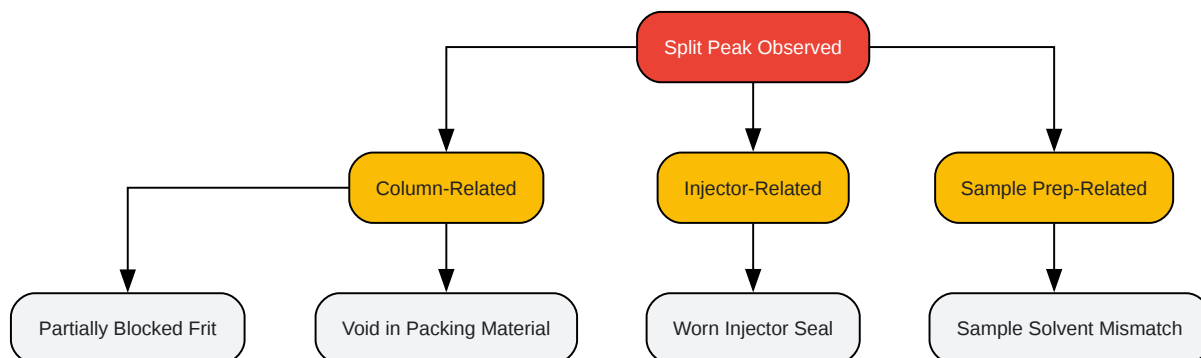 Split Peak Observed
Column-Related
Injector-Related
Sample Prep-Related
Partially Blocked Frit
Void in Packing Material
Worn Injector Seal
Sample Solvent Mismatch